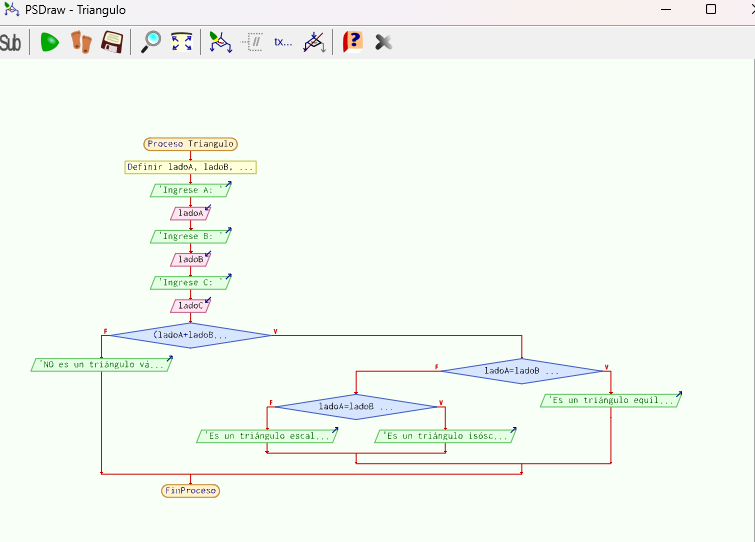 PSDraw - Triangulo
Sub
tx...
Proceso Triangulo
Definir ladoA, ladoB, ...
'Ingrese A: '
ladoA
'Ingrese B: '
ladoB
'Ingrese C: '
ladoC
F
(ladoA+ladoB...
V
'NO es un triángulo vá...
F
ladoA=ladoB ...
V
'Es un triángulo equil...
F
ladoA=ladoB ...
V
'Es un triángulo escal...
'Es un triángulo isósc...
FinProceso